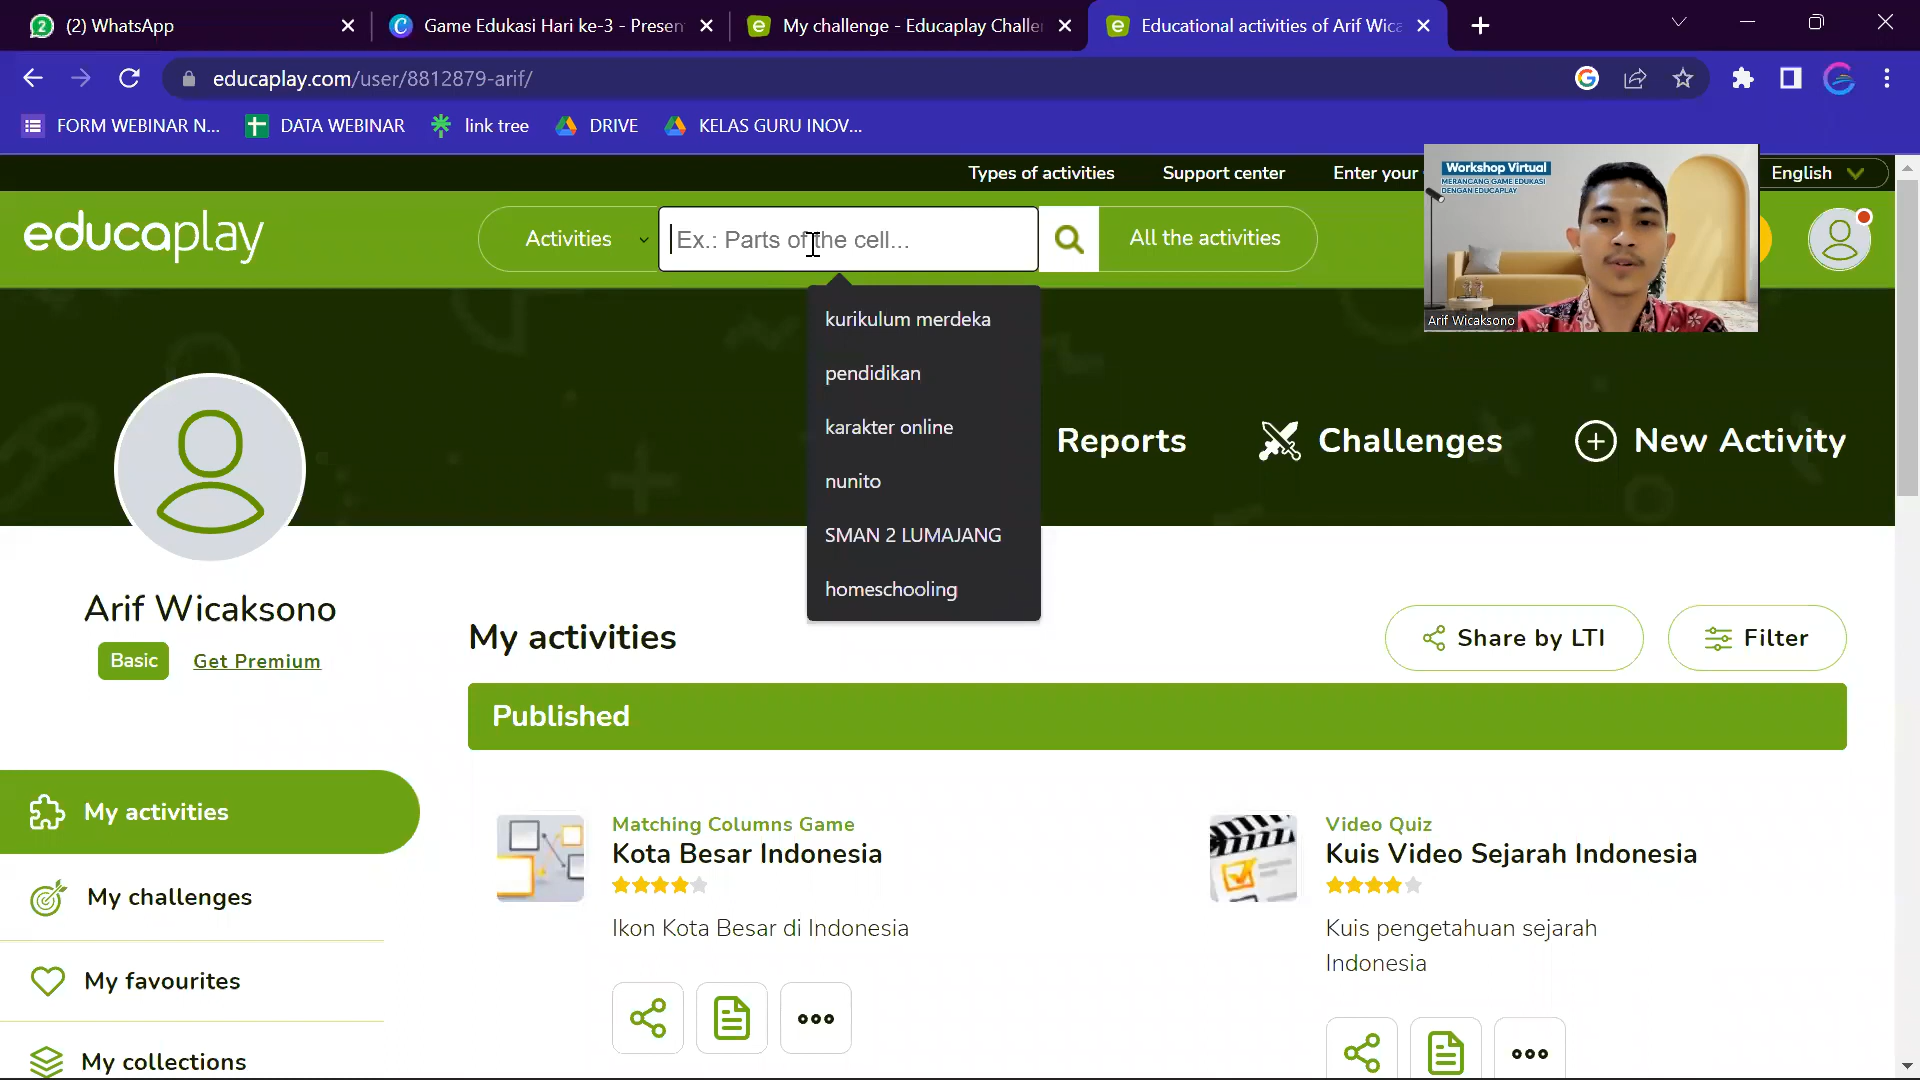 (2) WhatsApp
Game Edukasi Hari ke-3 - Presen
My challenge - Educaplay Challe
Educational activities of Arif Wica
educaplay.com/user/8812879-arif/
FORM WEBINAR N...
DATA WEBINAR
link tree
DRIVE
KELAS GURU INOV...
Types of activities
Support center
Enter your
English
educaplay
Activities
Ex.: Parts of the cell...
All the activities
Workshop Virtual
MERANCANG GAME EDUKASI
DENGAN EDUCAPLAY
Arif Wicaksono
kurikulum merdeka
pendidikan
karakter online
nunito
SMAN 2 LUMAJANG
homeschooling
Reports
Challenges
New Activity
Arif Wicaksono
Basic
Get Premium
My activities
Share by LTI
Filter
Published
My activities
My challenges
My favourites
My collections
Matching Columns Game
Kota Besar Indonesia
Ikon Kota Besar di Indonesia
Video Quiz
Kuis Video Sejarah Indonesia
Kuis pengetahuan sejarah
Indonesia